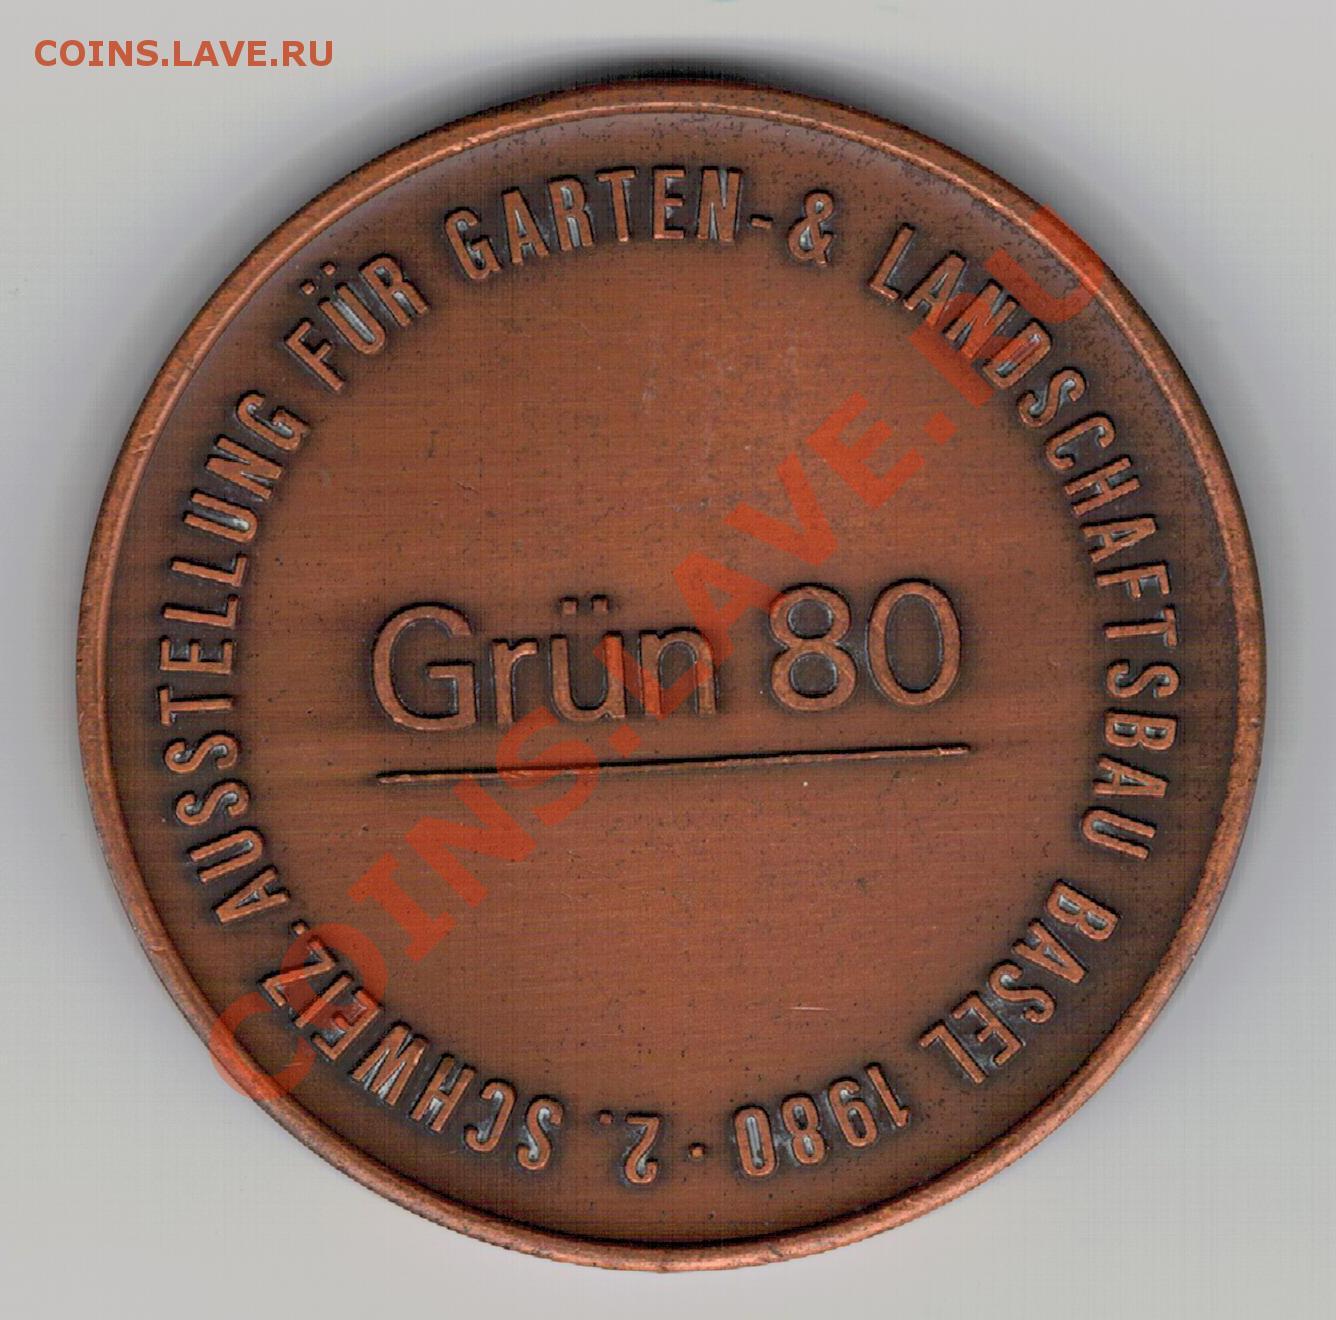 COINS.LAVE.RU
2. SCHWEIZ. AUSSTELLUNG FÜR GARTEN- & LANDSCHAFTSBAU BASEL 1980 ·
Grün 80
COINS.LAVE.RU